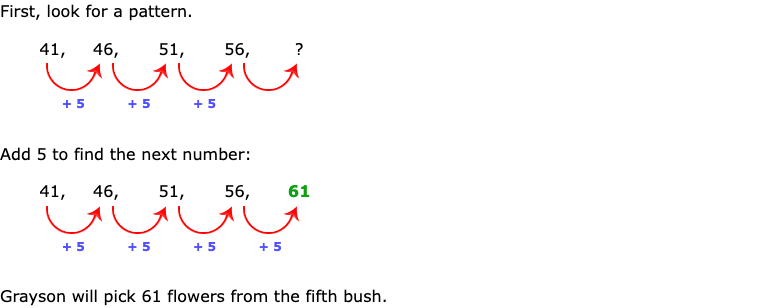 First, look for a pattern.
41, 46, 51, 56, ?
+ 5 + 5 + 5
Add 5 to find the next number:
41, 46, 51, 56, 61
+ 5 + 5 + 5 + 5
Grayson will pick 61 flowers from the fifth bush.